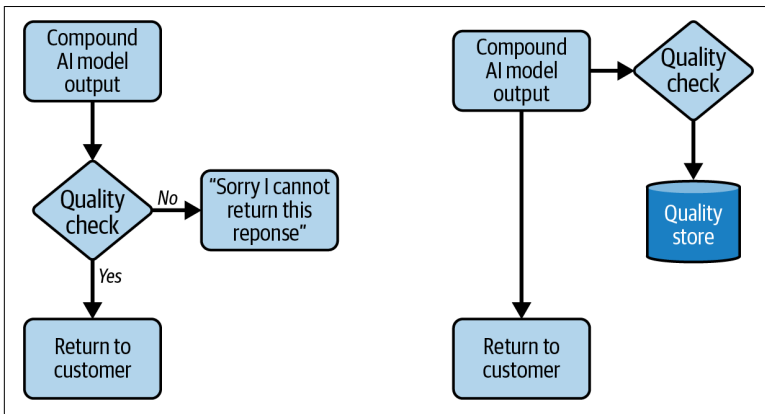 Compound
AI model
output
Quality
check
No
“Sorry I cannot
return this
reponse”
Yes
Return to
customer
Compound
AI model
output
Quality
check
Quality
store
Return to
customer